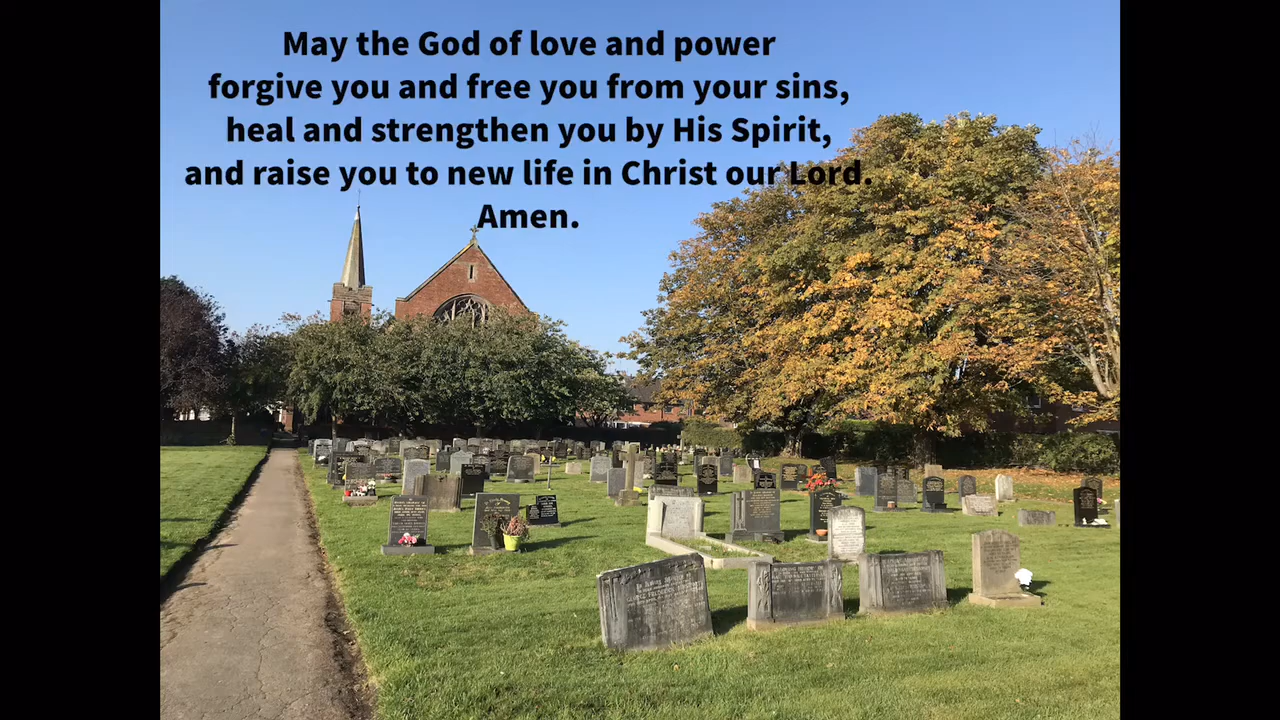 May the God of love and power
forgive you and free you from your sins,
heal and strengthen you by His Spirit,
and raise you to new life in Christ our Lord.
Amen.